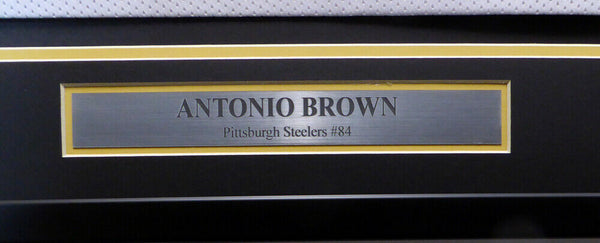 ANTONIO BROWN
Pittsburgh Steelers #84